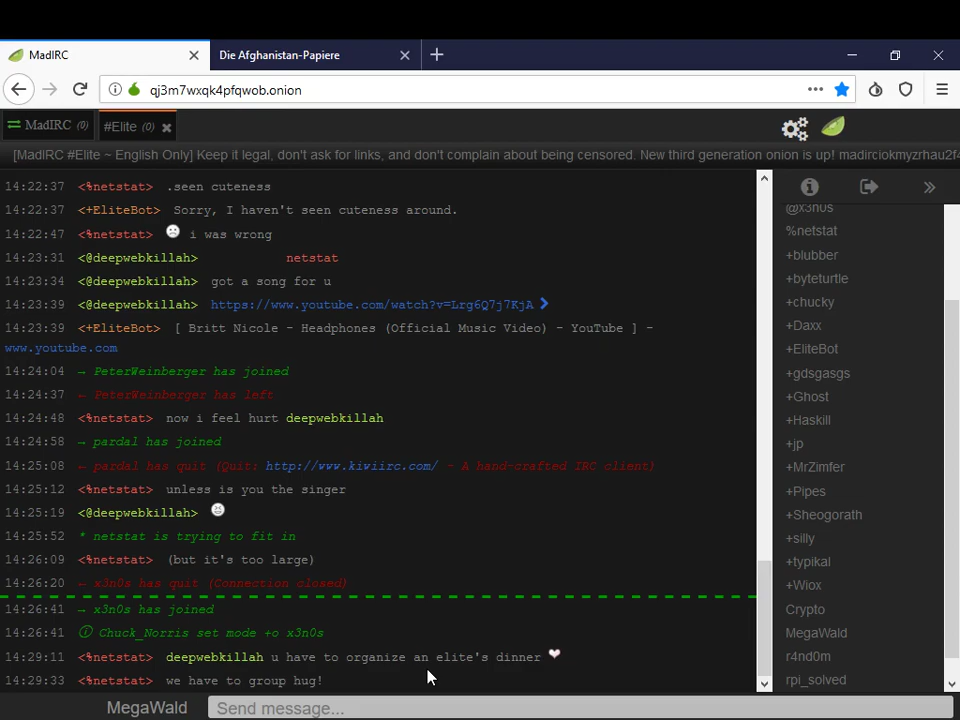 MadIRC
Die Afghanistan-Papiere
qj3m7wxqk4pfqwob.onion
MadIRC (0)
#Elite (0)
[MadIRC #Elite ~ English Only] Keep it legal, don't ask for links, and don't complain about being censored. New third generation onion is up! madirciokmyzrhau2f4
14:22:37 <%netstat> .seen cuteness
14:22:37 <+EliteBot> Sorry, I haven't seen cuteness around.
14:22:47 <%netstat> i was wrong
14:23:31 <@deepwebkillah> netstat
14:23:34 <@deepwebkillah> got a song for u
14:23:39 <@deepwebkillah> https://www.youtube.com/watch?v=Lrg6Q7j7KjA
14:23:39 <+EliteBot> [ Britt Nicole - Headphones (Official Music Video) - YouTube ] -
www.youtube.com
14:24:04 → PeterWeinberger has joined
14:24:37 ← PeterWeinberger has left
14:24:48 <%netstat> now i feel hurt deepwebkillah
14:24:58 → pardal has joined
14:25:08 ← pardal has quit (Quit: http://www.kiwiirc.com/ - A hand-crafted IRC client)
14:25:12 <%netstat> unless is you the singer
14:25:19 <@deepwebkillah>
14:25:52 * netstat is trying to fit in
14:26:09 <%netstat> (but it's too large)
14:26:20 ← x3n0s has quit (Connection closed)
14:26:41 → x3n0s has joined
14:26:41 Chuck_Norris set mode +o x3n0s
14:29:11 <%netstat> deepwebkillah u have to organize an elite's dinner ❤
14:29:33 <%netstat> we have to group hug!
@x3n0s
%netstat
+blubber
+byteturtle
+chucky
+Daxx
+EliteBot
+gdsgasgs
+Ghost
+Haskill
+jp
+MrZimfer
+Pipes
+Sheogorath
+silly
+typikal
+Wiox
Crypto
MegaWald
r4nd0m
rpi_solved
MegaWald
Send message...